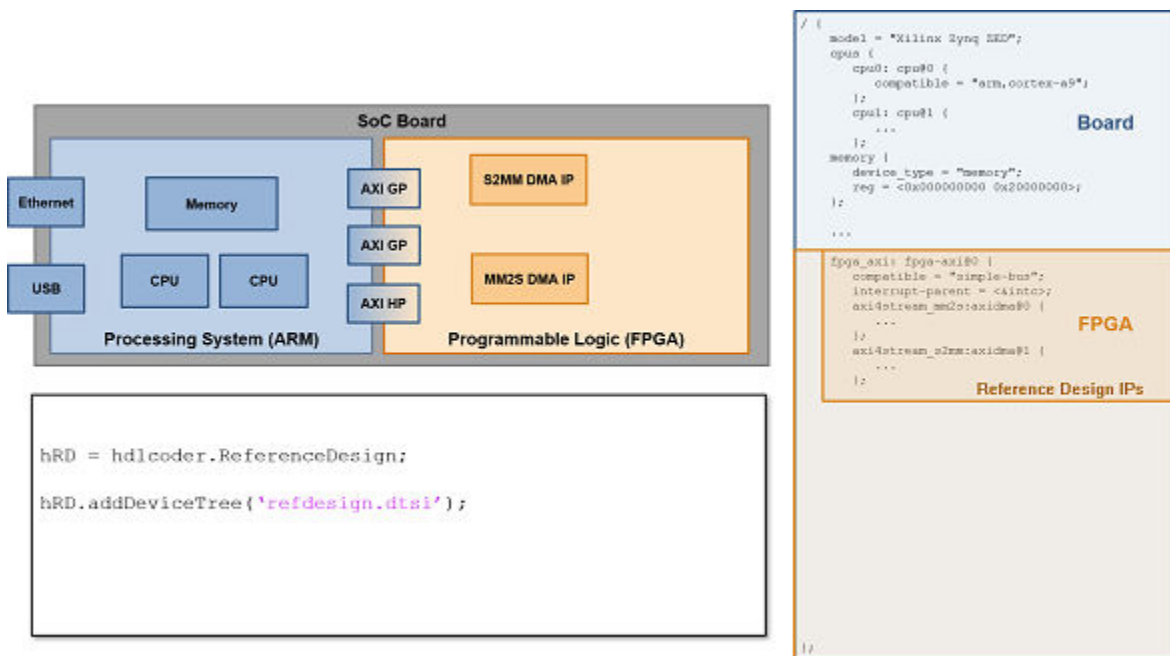 SoC Board
Ethernet
USB
Memory
CPU
CPU
Processing System (ARM)
AXI GP
AXI GP
AXI HP
S2MM DMA IP
MM2S DMA IP
Programmable Logic (FPGA)
hRD = hdlcoder.ReferenceDesign;
hRD.addDeviceTree('refdesign.dtsi');
/ {
model = "Xilinx Zynq ZED";
cpus {
cpu0: cpu@0 {
compatible = "arm,cortex-a9";
};
cpu1: cpu@1 {
...
};
memory {
device_type = "memory";
reg = <0x000000000 0x20000000>;
};
...
Board
fpga_axi: fpga-axi@0 {
compatible = "simple-bus";
interrupt-parent = <&intc>;
axi4stream_mm2s:axidma@0 {
...
};
axi4stream_s2mm:axidma@1 {
...
};
FPGA
Reference Design IPs
};